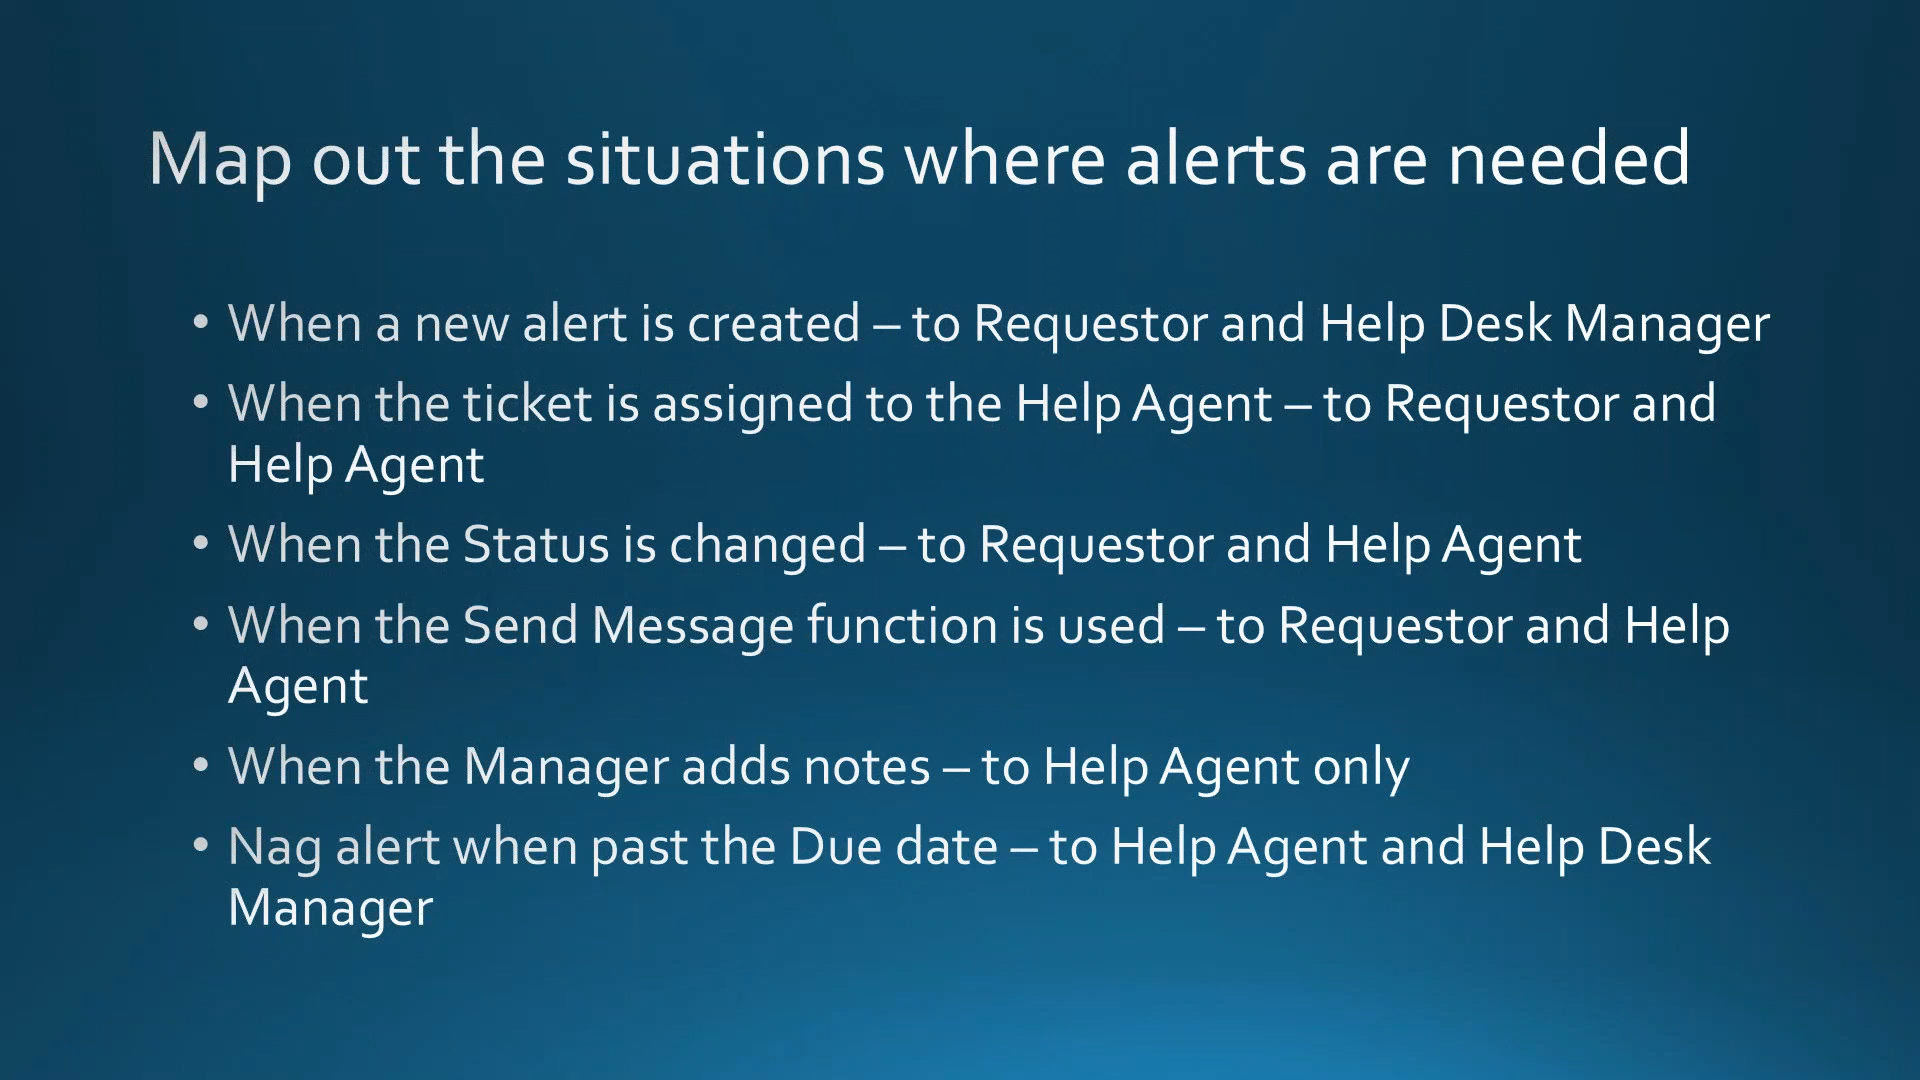 Map out the situations where alerts are needed
• When a new alert is created – to Requestor and Help Desk Manager
• When the ticket is assigned to the Help Agent – to Requestor and
Help Agent
• When the Status is changed – to Requestor and Help Agent
• When the Send Message function is used – to Requestor and Help
Agent
• When the Manager adds notes – to Help Agent only
• Nag alert when past the Due date – to Help Agent and Help Desk
Manager